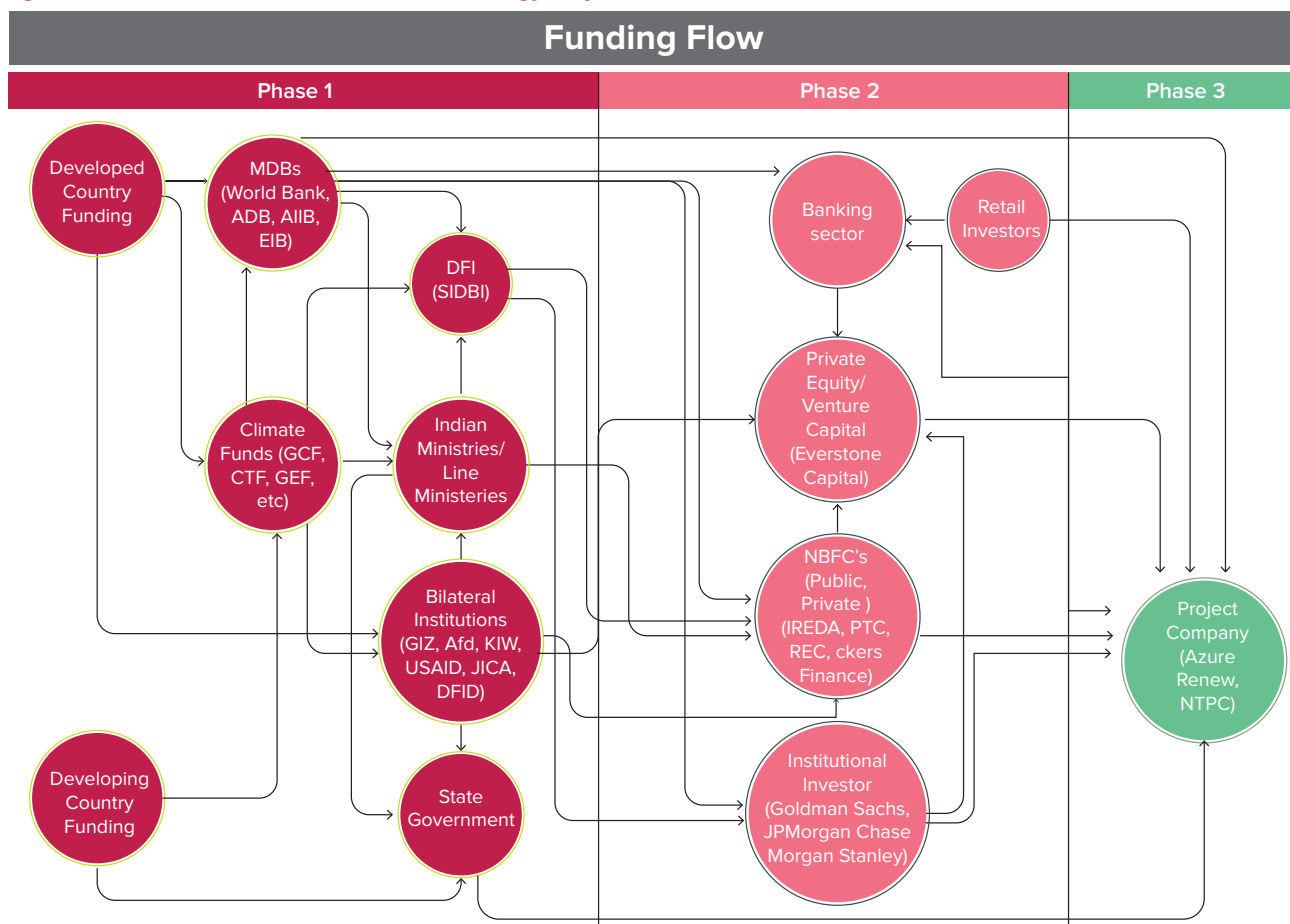 Funding Flow
Phase 1
Phase 2
Phase 3
Developed
Country
Funding
MDBs
(World Bank,
ADB, AIIB,
EIB)
DFI
(SIDBI)
Climate
Funds (GCF,
CTF, GEF,
etc)
Indian
Ministries/
Line
Ministeries
Bilateral
Institutions
(GIZ, Afd, KIW,
USAID, JICA,
DFID)
Developing
Country
Funding
State
Government
Banking
sector
Retail
Investors
Private
Equity/
Venture
Capital
(Everstone
Capital)
NBFC's
(Public,
Private )
(IREDA, PTC,
REC, ckers
Finance)
Institutional
Investor
(Goldman Sachs,
JPMorgan Chase
Morgan Stanley)
Project
Company
(Azure
Renew,
NTPC)